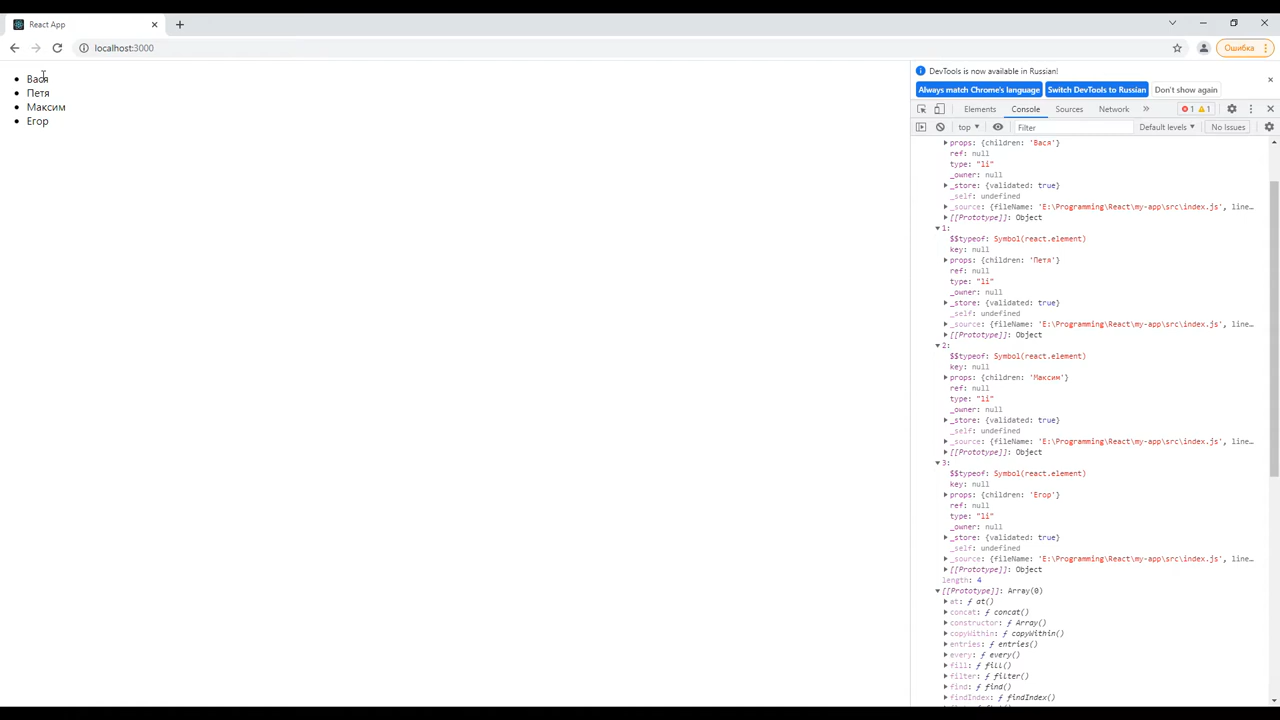 React App
localhost:3000
Ошибка
Вася
Петя
Максим
Егор
DevTools is now available in Russian!
Always match Chrome's language Switch DevTools to Russian Don't show again
Elements Console Sources Network » 1 1
top Filter Default levels No Issues
props: {children: 'Вася'}
ref: null
type: "li"
_owner: null
_store: {validated: true}
_self: undefined
_source: {fileName: 'E:\Programming\React\my-app\src\index.js', line…
[[Prototype]]: Object
1:
$$typeof: Symbol(react.element)
key: null
props: {children: 'Петя'}
ref: null
type: "li"
_owner: null
_store: {validated: true}
_self: undefined
_source: {fileName: 'E:\Programming\React\my-app\src\index.js', line…
[[Prototype]]: Object
2:
$$typeof: Symbol(react.element)
key: null
props: {children: 'Максим'}
ref: null
type: "li"
_owner: null
_store: {validated: true}
_self: undefined
_source: {fileName: 'E:\Programming\React\my-app\src\index.js', line…
[[Prototype]]: Object
3:
$$typeof: Symbol(react.element)
key: null
props: {children: 'Егор'}
ref: null
type: "li"
_owner: null
_store: {validated: true}
_self: undefined
_source: {fileName: 'E:\Programming\React\my-app\src\index.js', line…
[[Prototype]]: Object
length: 4
[[Prototype]]: Array(0)
at: ƒ at()
concat: ƒ concat()
constructor: ƒ Array()
copyWithin: ƒ copyWithin()
entries: ƒ entries()
every: ƒ every()
fill: ƒ fill()
filter: ƒ filter()
find: ƒ find()
findIndex: ƒ findIndex()